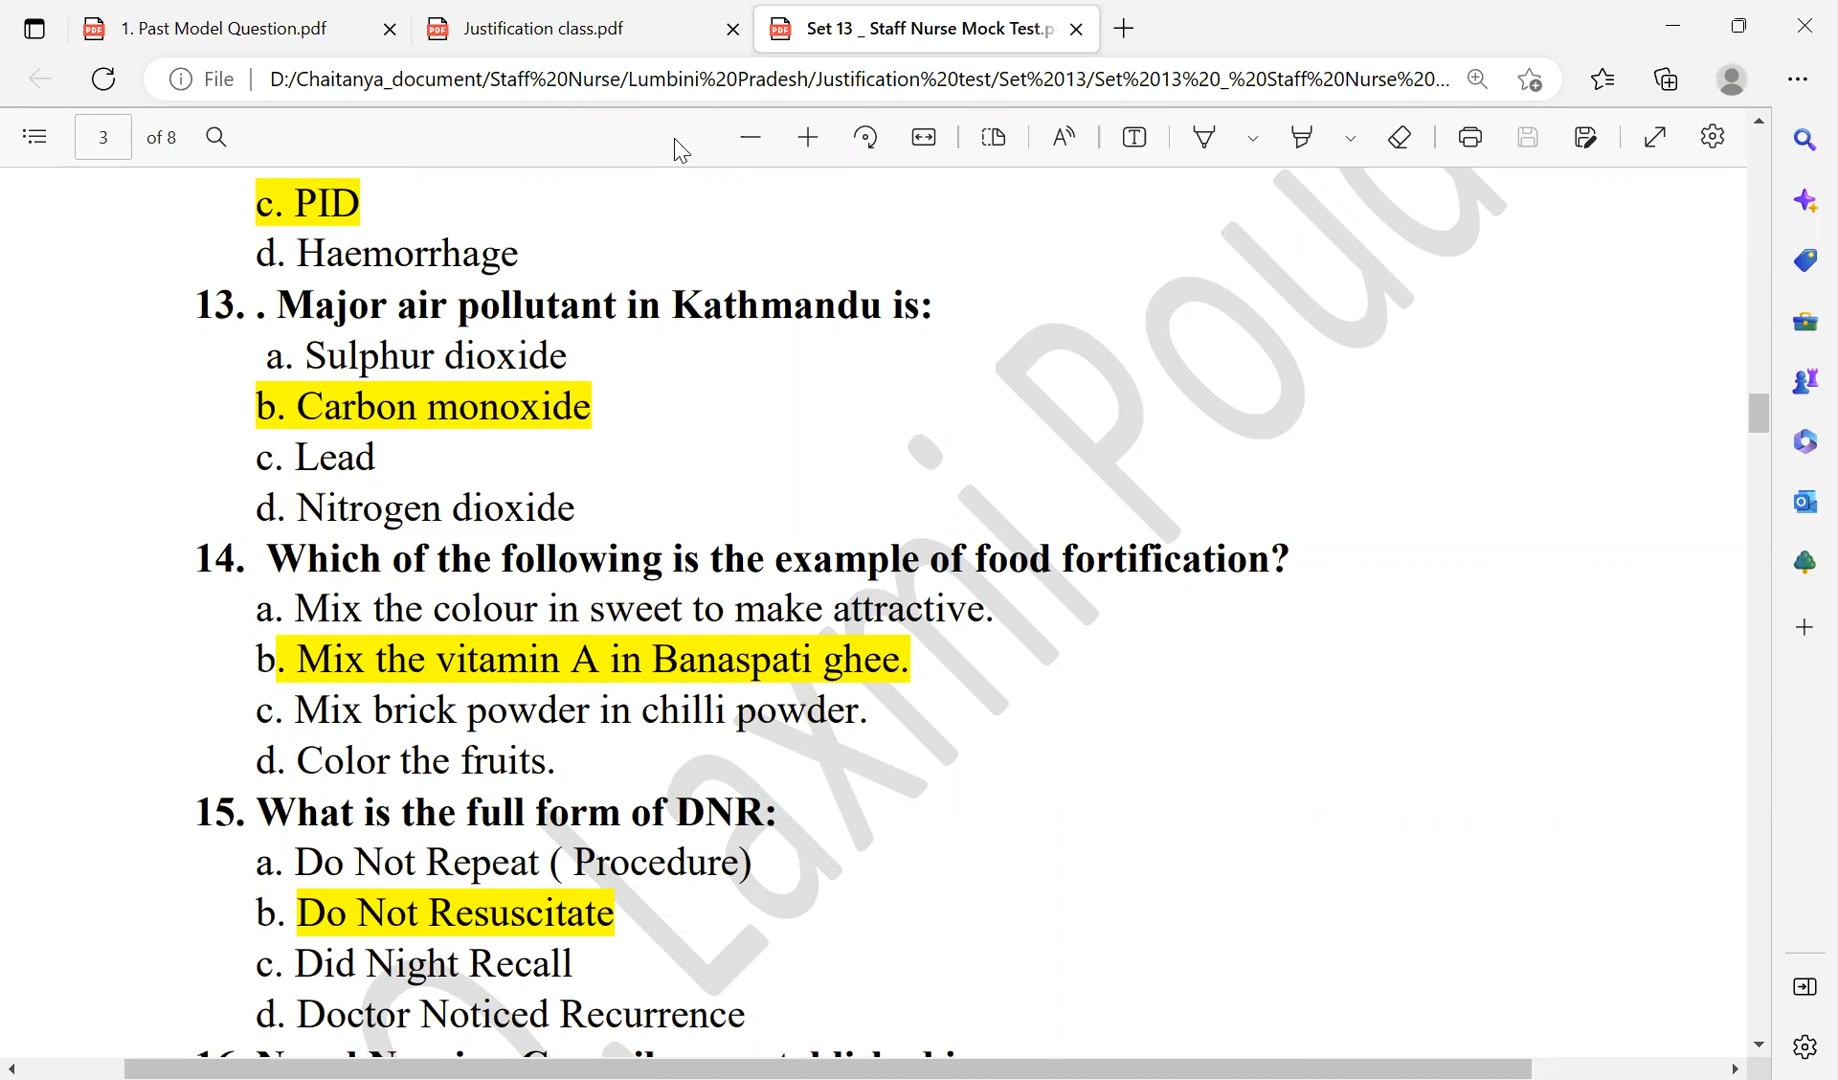 1. Past Model Question.pdf
Justification class.pdf
Set 13 _ Staff Nurse Mock Test.p
File
D:/Chaitanya_document/Staff%20Nurse/Lumbini%20Pradesh/Justification%20test/Set%2013/Set%2013%20_%20Staff%20Nurse%20...
3 of 8
c. PID
d. Haemorrhage
13. . Major air pollutant in Kathmandu is:
a. Sulphur dioxide
b. Carbon monoxide
c. Lead
d. Nitrogen dioxide
14. Which of the following is the example of food fortification?
a. Mix the colour in sweet to make attractive.
b. Mix the vitamin A in Banaspati ghee.
c. Mix brick powder in chilli powder.
d. Color the fruits.
15. What is the full form of DNR:
a. Do Not Repeat ( Procedure)
b. Do Not Resuscitate
c. Did Night Recall
d. Doctor Noticed Recurrence
Laxmi Poud